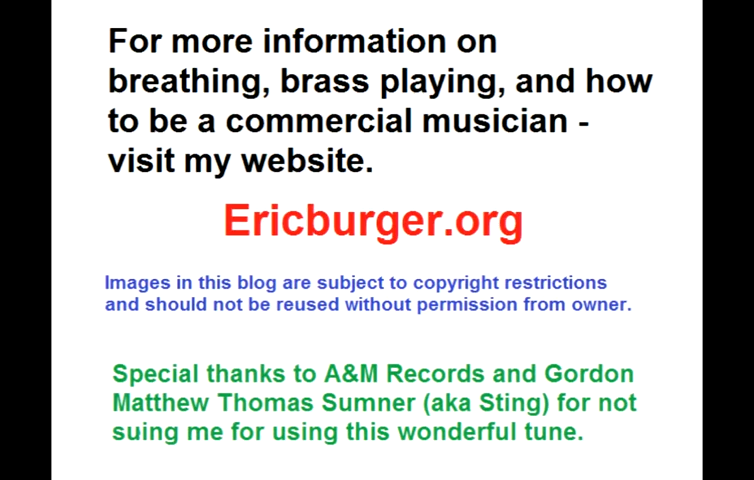 For more information on
breathing, brass playing, and how
to be a commercial musician -
visit my website.
Ericburger.org
Images in this blog are subject to copyright restrictions
and should not be reused without permission from owner.
Special thanks to A&M Records and Gordon
Matthew Thomas Sumner (aka Sting) for not
suing me for using this wonderful tune.